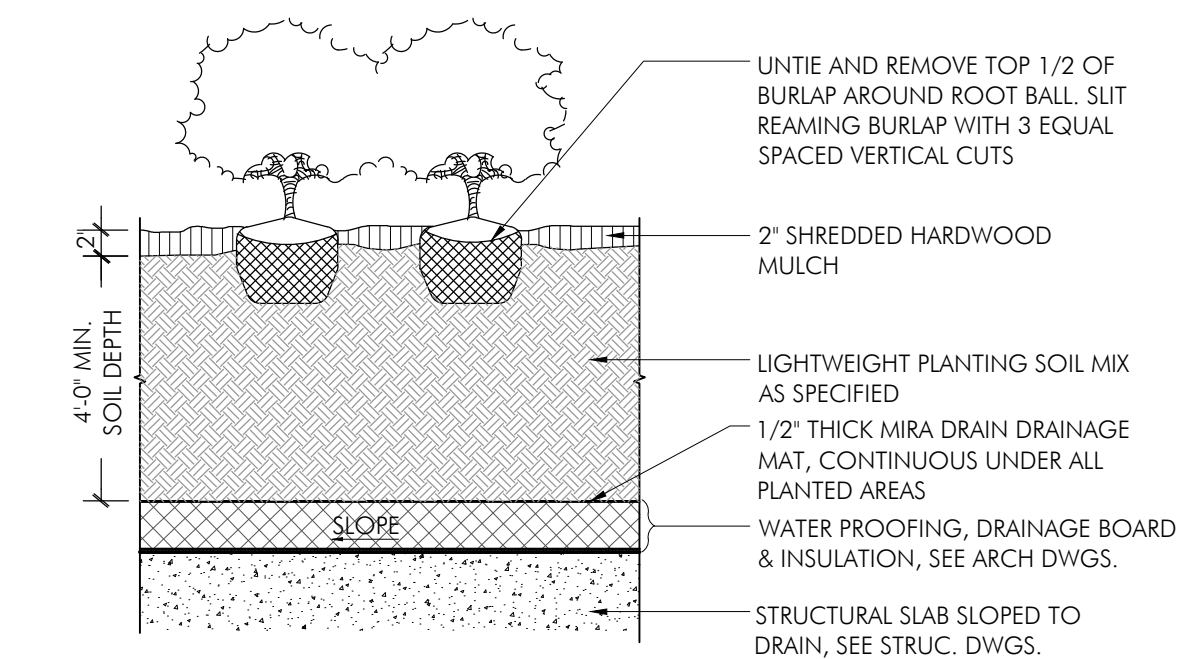 UNTIE AND REMOVE TOP 1/2 OF
BURLAP AROUND ROOT BALL. SLIT
REAMING BURLAP WITH 3 EQUAL
SPACED VERTICAL CUTS
2"
2" SHREDDED HARDWOOD
MULCH
4'-0" MIN.
SOIL DEPTH
LIGHTWEIGHT PLANTING SOIL MIX
AS SPECIFIED
1/2" THICK MIRA DRAIN DRAINAGE
MAT, CONTINUOUS UNDER ALL
PLANTED AREAS
SLOPE
WATER PROOFING, DRAINAGE BOARD
& INSULATION, SEE ARCH DWGS.
STRUCTURAL SLAB SLOPED TO
DRAIN, SEE STRUC. DWGS.